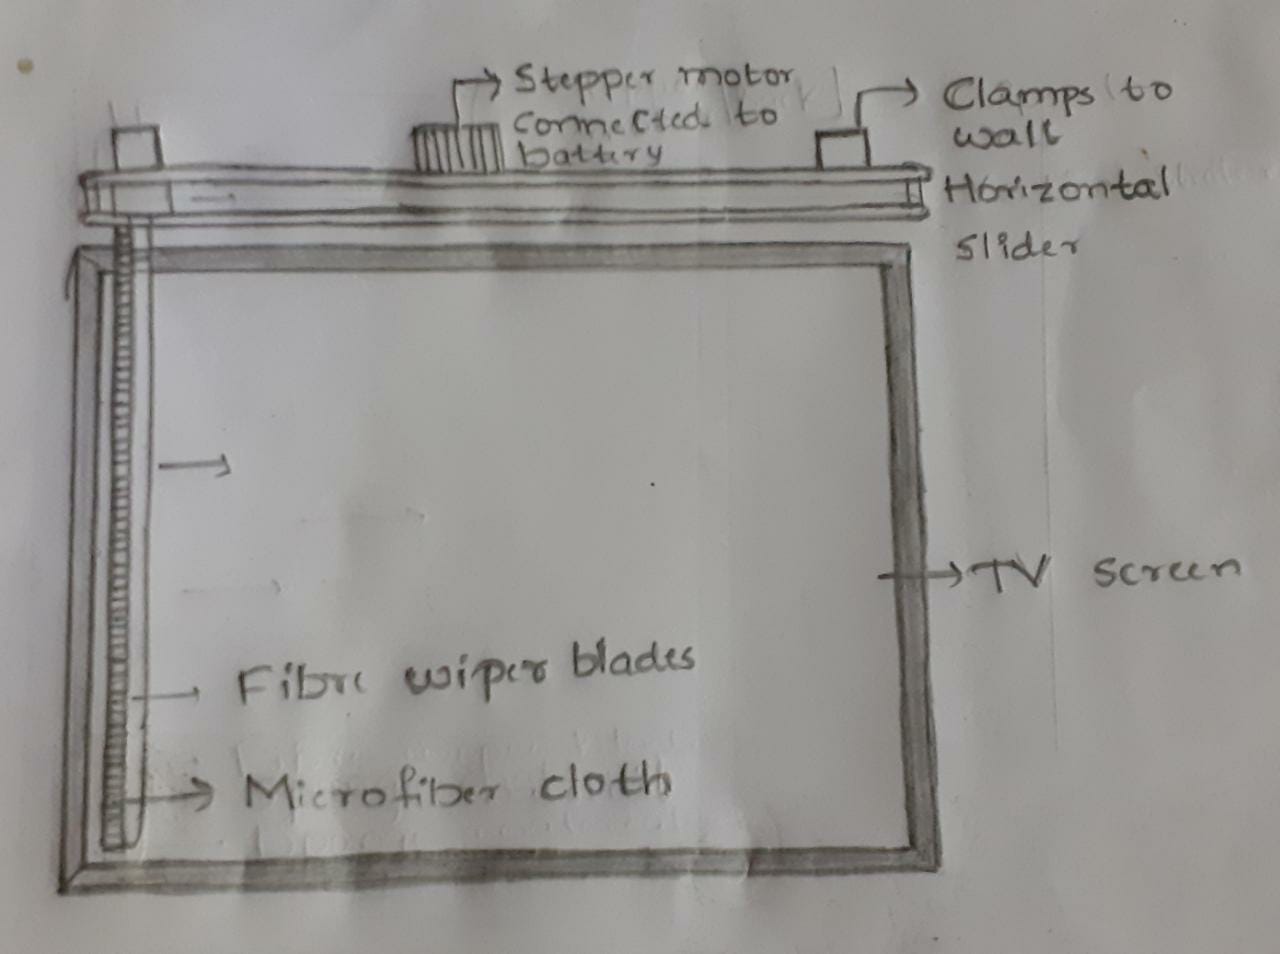 Stepper motor
connected to
battery
Clamps to
wall
Horizontal
slider
TV screen
Fibre wiper blades
Microfiber cloth